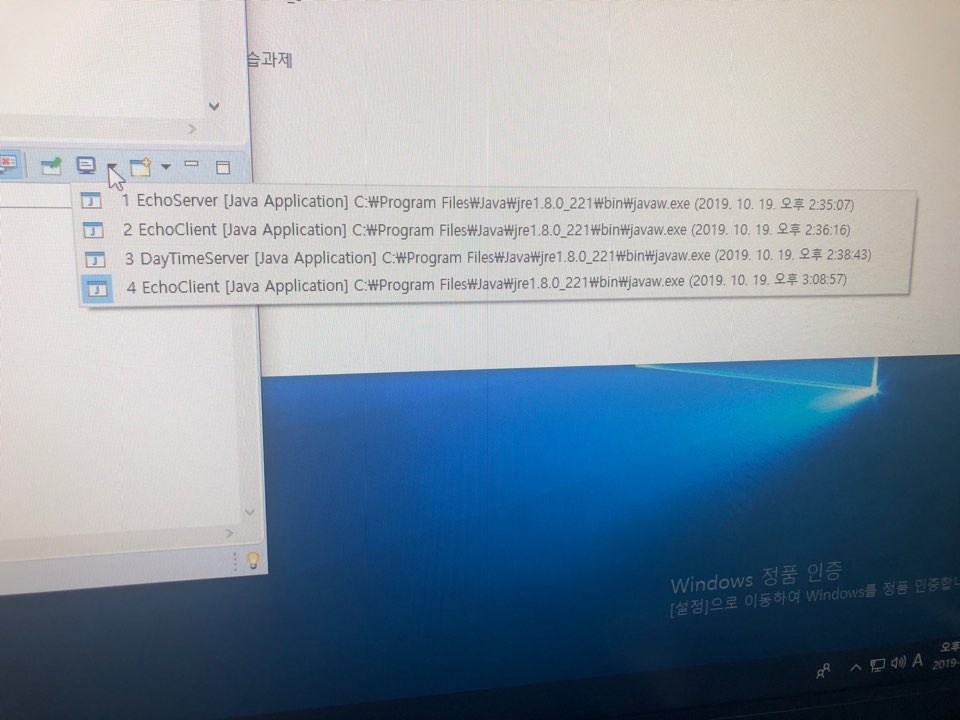 습과제
1 EchoServer [Java Application] C:₩Program Files₩Java₩jre1.8.0_221₩bin₩javaw.exe (2019. 10. 19. 오후 2:35:07)
2 EchoClient [Java Application] C:₩Program Files₩Java₩jre1.8.0_221₩bin₩javaw.exe (2019. 10. 19. 오후 2:36:16)
3 DayTimeServer [Java Application] C:₩Program Files₩Java₩jre1.8.0_221₩bin₩javaw.exe (2019. 10. 19. 오후 2:38:43)
4 EchoClient [Java Application] C:₩Program Files₩Java₩jre1.8.0_221₩bin₩javaw.exe (2019. 10. 19. 오후 3:08:57)
Windows 정품 인증
[설정]으로 이동하여 Windows를 정품 인증합
A 오후
2019-